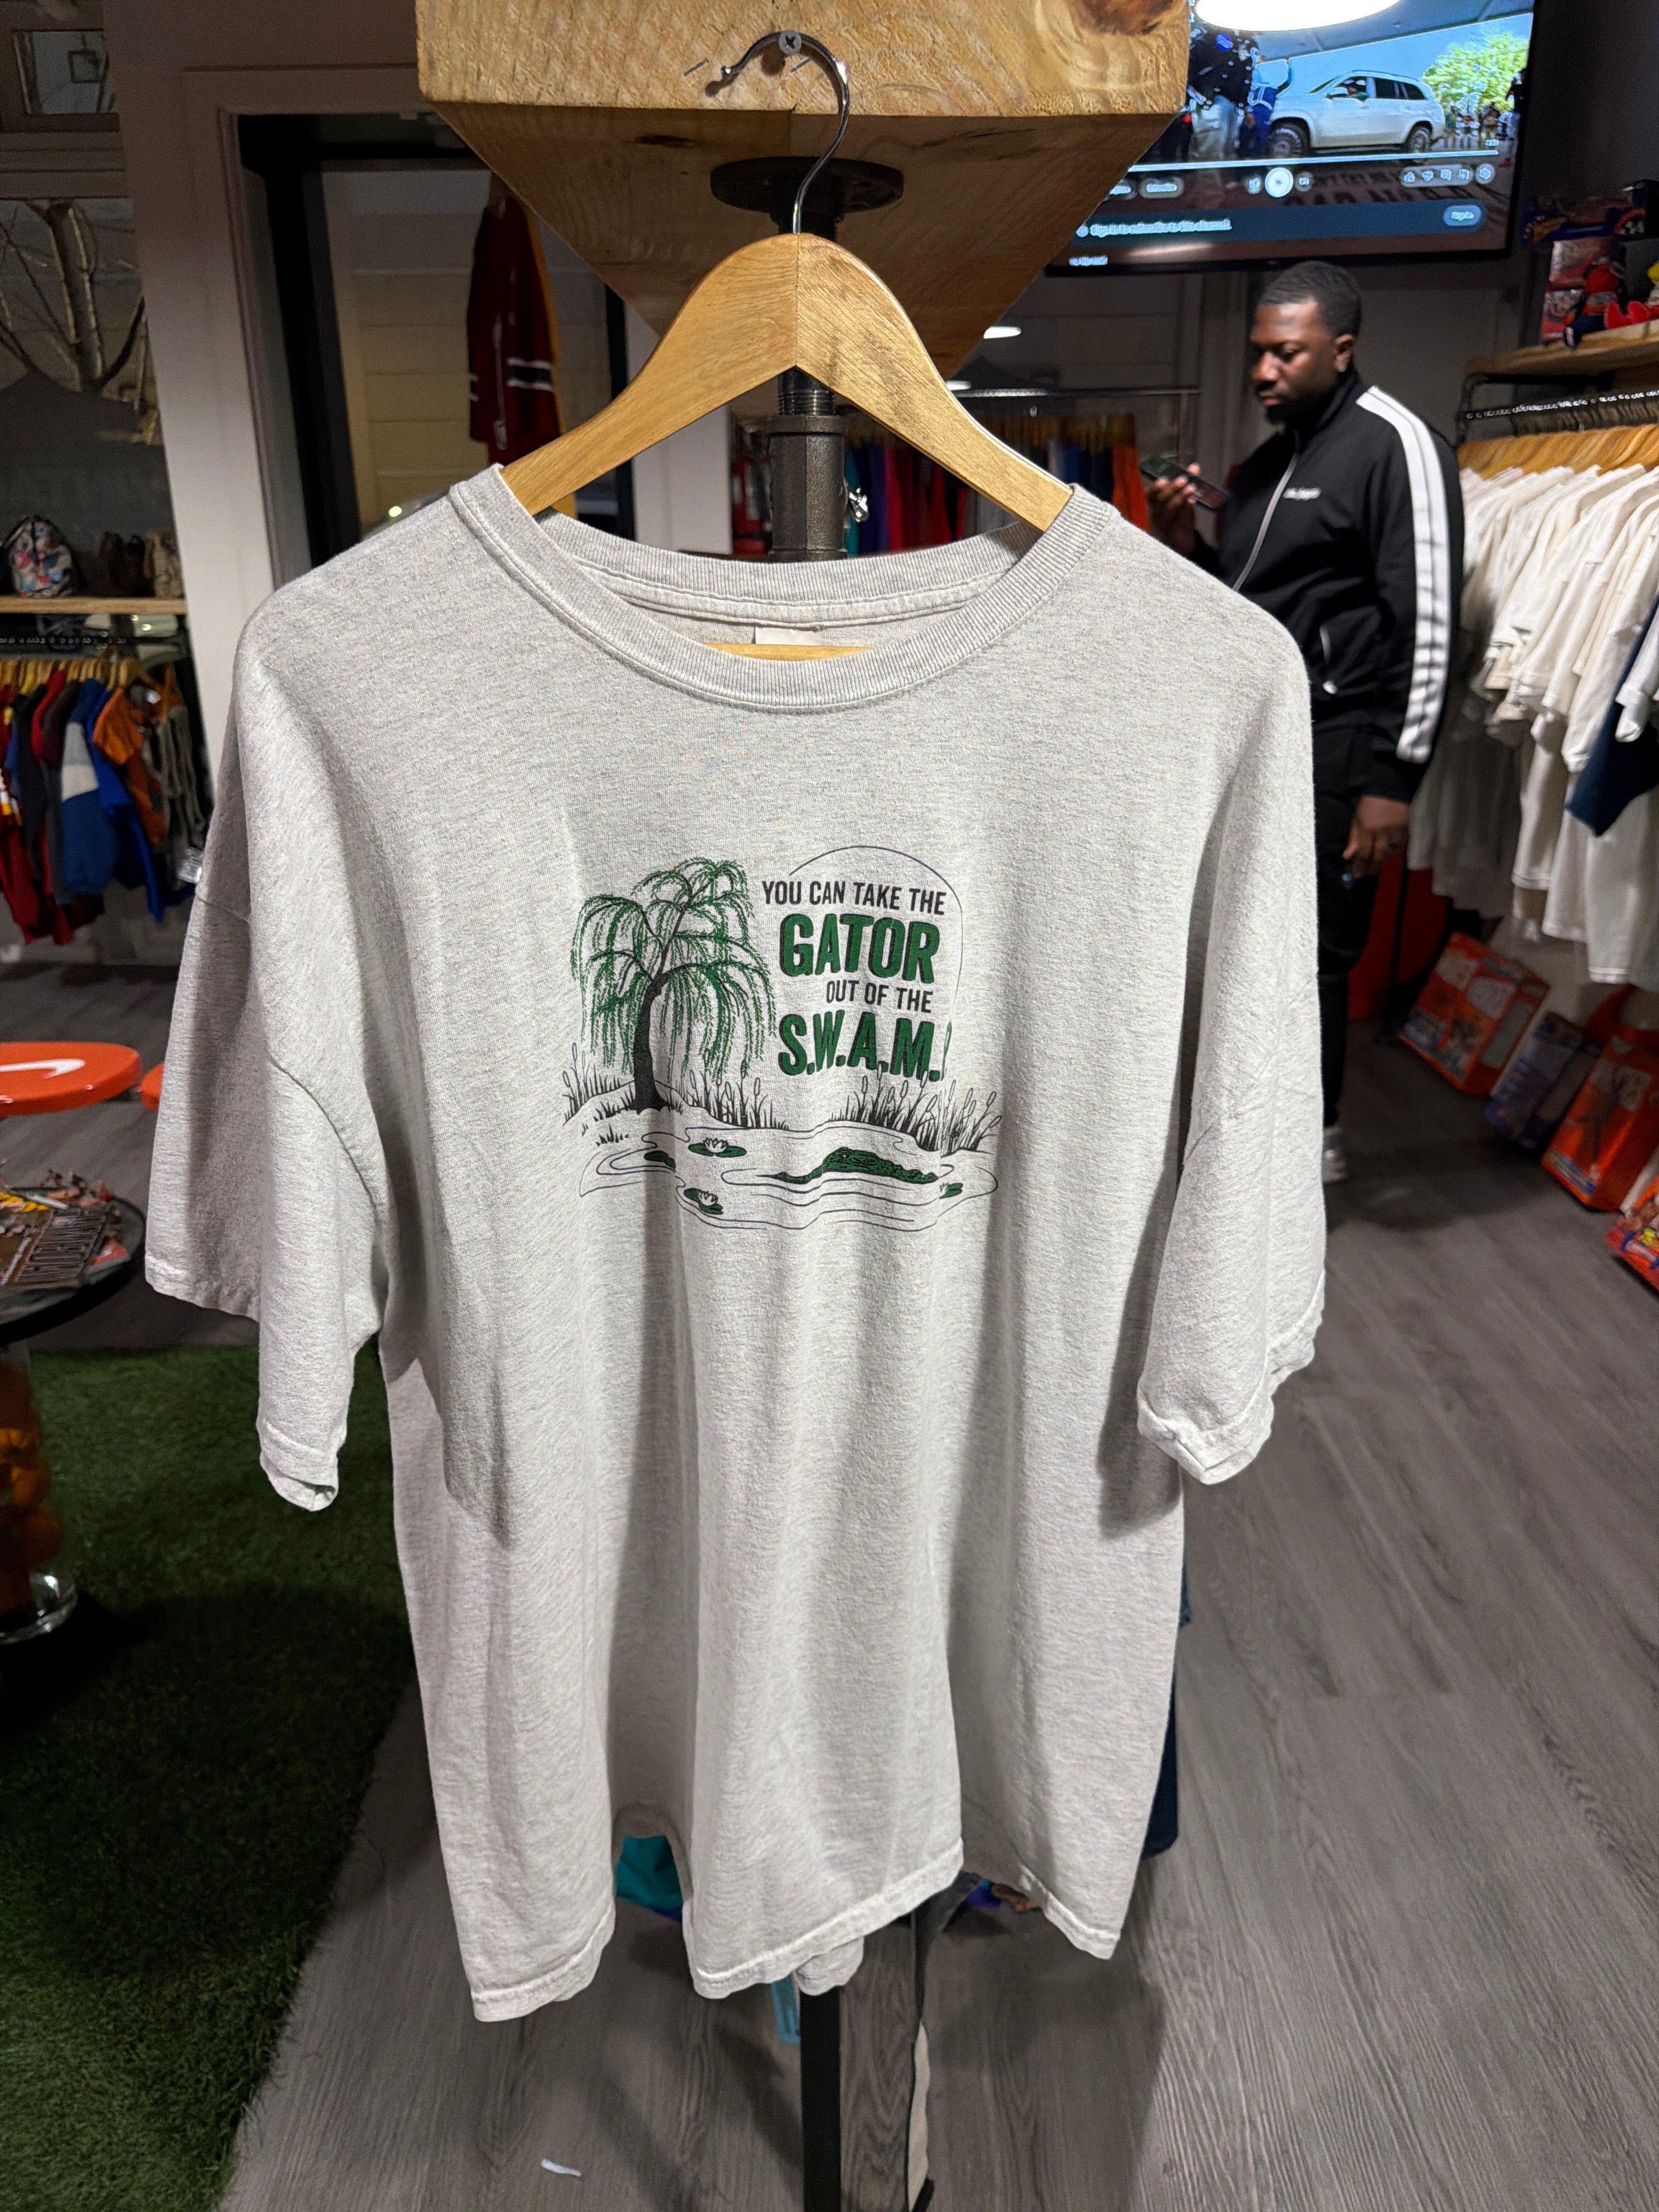 YOU CAN TAKE THE
GATOR
OUT OF THE
S.W.A.M.